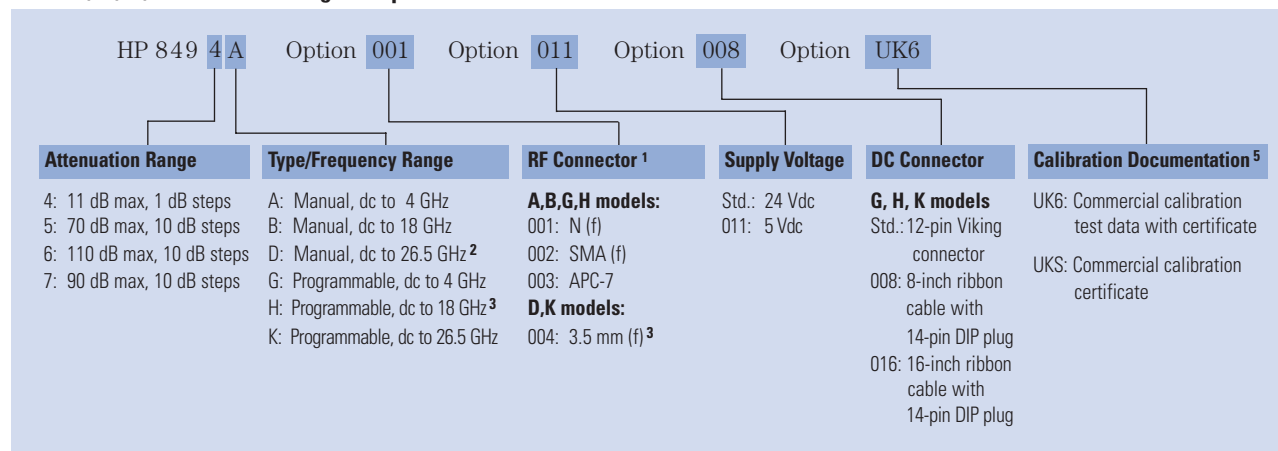 HP 849 4 A Option 001 Option 011 Option 008 Option UK6
Attenuation Range
4: 11 dB max, 1 dB steps
5: 70 dB max, 10 dB steps
6: 110 dB max, 10 dB steps
7: 90 dB max, 10 dB steps
Type/Frequency Range
A: Manual, dc to 4 GHz
B: Manual, dc to 18 GHz
D: Manual, dc to 26.5 GHz 2
G: Programmable, dc to 4 GHz
H: Programmable, dc to 18 GHz 3
K: Programmable, dc to 26.5 GHz
RF Connector 1
A,B,G,H models:
001: N (f)
002: SMA (f)
003: APC-7
D,K models:
004: 3.5 mm (f) 3
Supply Voltage
Std.: 24 Vdc
011: 5 Vdc
DC Connector
G, H, K models
Std.: 12-pin Viking
connector
008: 8-inch ribbon
cable with
14-pin DIP plug
016: 16-inch ribbon
cable with
14-pin DIP plug
Calibration Documentation 5
UK6: Commercial calibration
test data with certificate
UKS: Commercial calibration
certificate